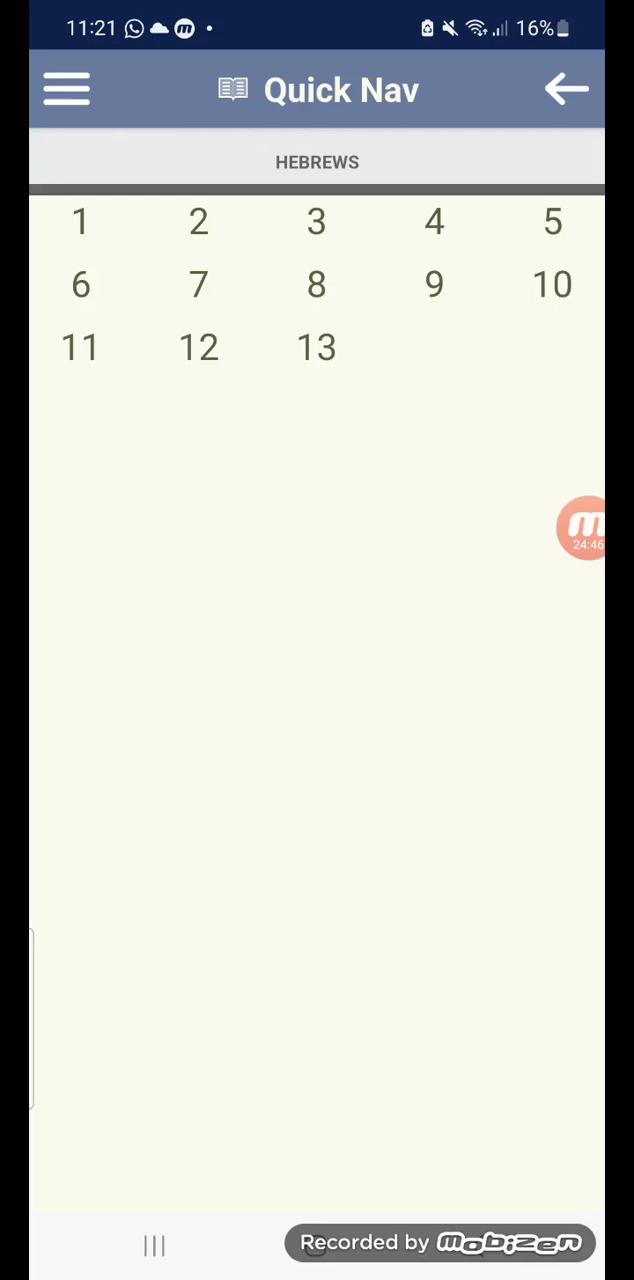 11:21 16%
Quick Nav
HEBREWS
1 2 3 4 5
6 7 8 9 10
11 12 13
m
24:46
Recorded by mobizen